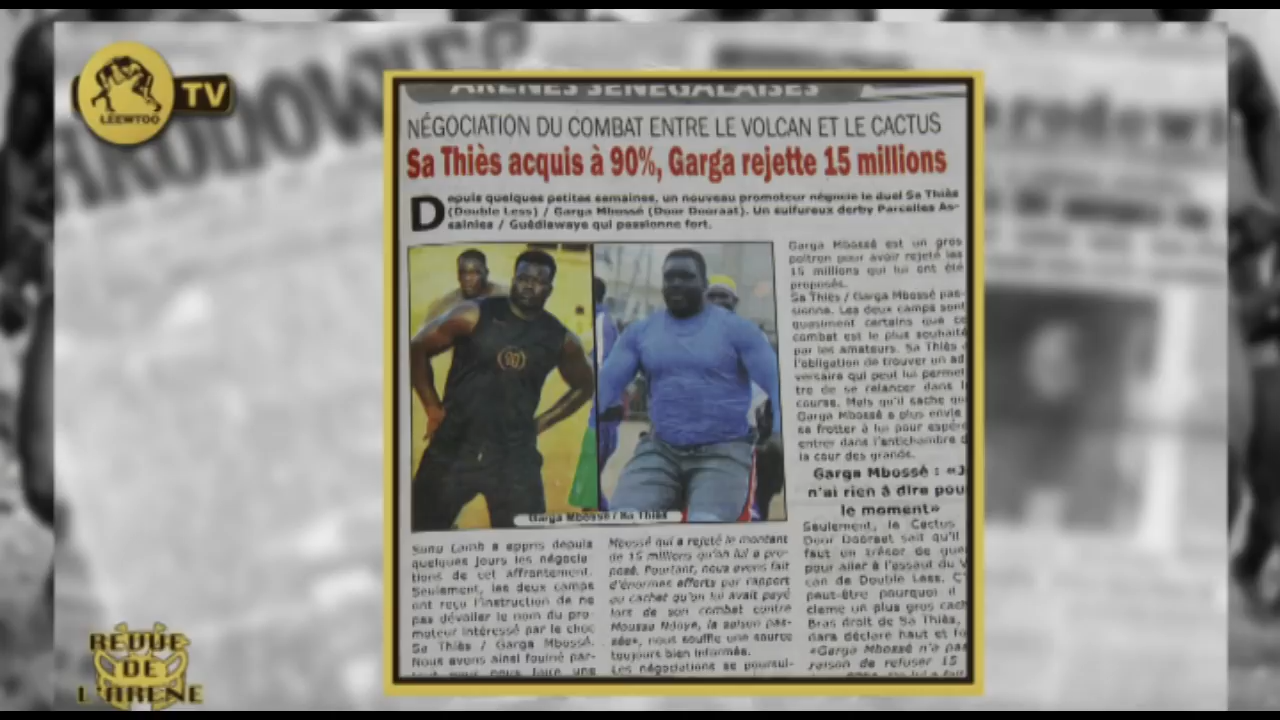 LEEWTOO
TV
ARÈNES SÉNÉGALAISES
NÉGOCIATION DU COMBAT ENTRE LE VOLCAN ET LE CACTUS
Sa Thiès acquis à 90%, Garga rejette 15 millions
Depuis quelques petites semaines, un nouveau promoteur négocie le duel Sa Thiès
(Double Less) / Garga Mbossé (Door Dooraat). Un sulfureux derby Parcelles As-
sainies / Guédiawaye qui passionne fort.
Garga Mbossé / Sa Thiès
Sunu Lamb a appris depuis
quelques jours les négocia-
tions de cet affrontement.
Seulement, les deux camps
ont reçu l'instruction de ne
pas dévoiler le nom du pro-
moteur intéressé par le choc
Sa Thiès / Garga Mbossé.
Nous avons ainsi fouiné par-
tout pour nous faire une
Mbossé qui a rejeté le montant
de 15 millions qu'on lui a pro-
posé. Pourtant, nous avons fait
d'énormes efforts par rapport
au cachet qu'on lui avait payé
lors de son combat contre
Moussa Ndoye, la saison pas-
sée», nous souffle une source
toujours bien informée.
Les négociations se poursui-
Garga Mbossé est un gros
poltron pour avoir rejeté les
15 millions qui lui ont été
proposés.
Sa Thiès / Garga Mbossé pas-
sionne. Les deux camps sont
quasiment certains que ce
combat est le plus souhaité
par les amateurs. Sa Thiès
l'obligation de trouver un ad
versaire qui peut lui permet
tre de se relancer dans l
course. Mais qu'il sache qu
Garga Mbossé a plus envie
se frotter à lui pour espér
entrer dans l'antichambre d
la cour des grands.
Garga Mbossé : «J
n'ai rien à dire pou
le moment»
Seulement, le Cactus
Door Dooraat sait qu'il
faut un trésor de gue
pour aller à l'assaut du V
can de Double Less. C'
peut-être pourquoi il
clame un plus gros cach
Bras droit de Sa Thiès,
dara déclare haut et fo
«Garga Mbossé n'a pas
raison de refuser 15
REVUE
DE
L'ARENE